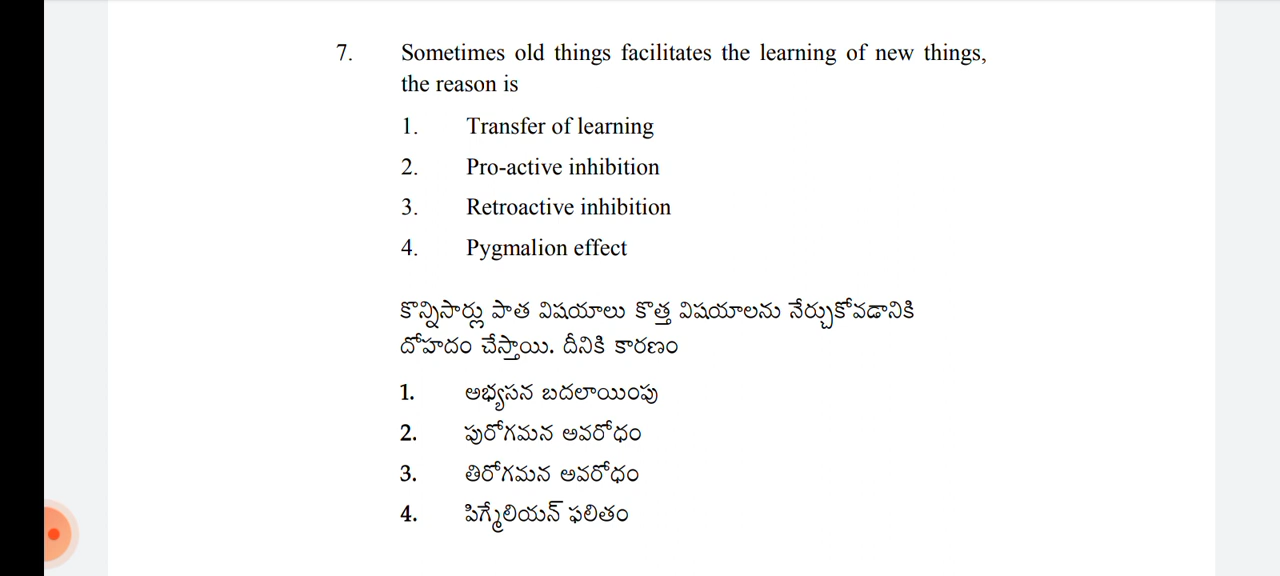 7. Sometimes old things facilitates the learning of new things,
the reason is
1. Transfer of learning
2. Pro-active inhibition
3. Retroactive inhibition
4. Pygmalion effect
కొన్నిసార్లు పాత విషయాలు కొత్త విషయాలను నేర్చుకోవడానికి
దోహదం చేస్తాయి. దీనికి కారణం
1. అభ్యసన బదలాయింపు
2. పురోగమన అవరోధం
3. తిరోగమన అవరోధం
4. పిగ్మేలియన్ ఫలితం